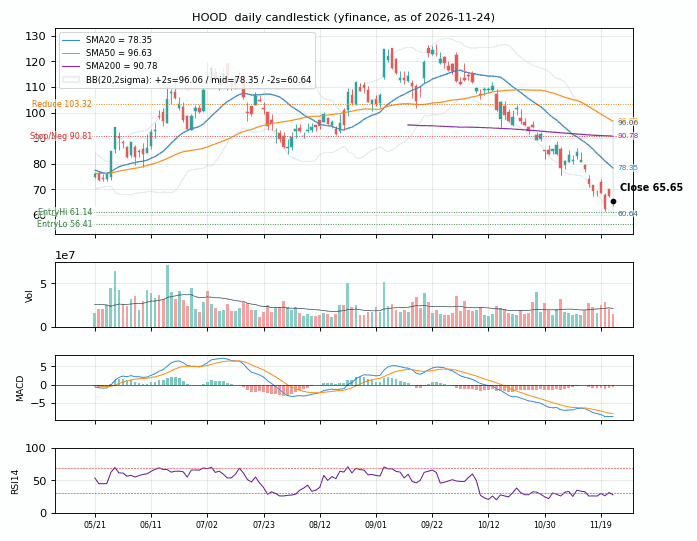 HOOD daily candlestick (yfinance, as of 2026-11-24)
SMA20 = 78.35
SMA50 = 96.63
SMA200 = 90.78
BB(20,2sigma): +2s=96.06 / mid=78.35 / -2s=60.64
130
120
110
100
90
80
70
60
Reduce 103.32
Stop/Neg 90.81
EntryHi 61.14
EntryLo 56.41
96.06
90.78
78.35
Close 65.65
60.64
1e7
Vol
5
0
MACD
5
0
−5
RSI14
100
50
0
05/21 06/11 07/02 07/23 08/12 09/01 09/22 10/12 10/30 11/19